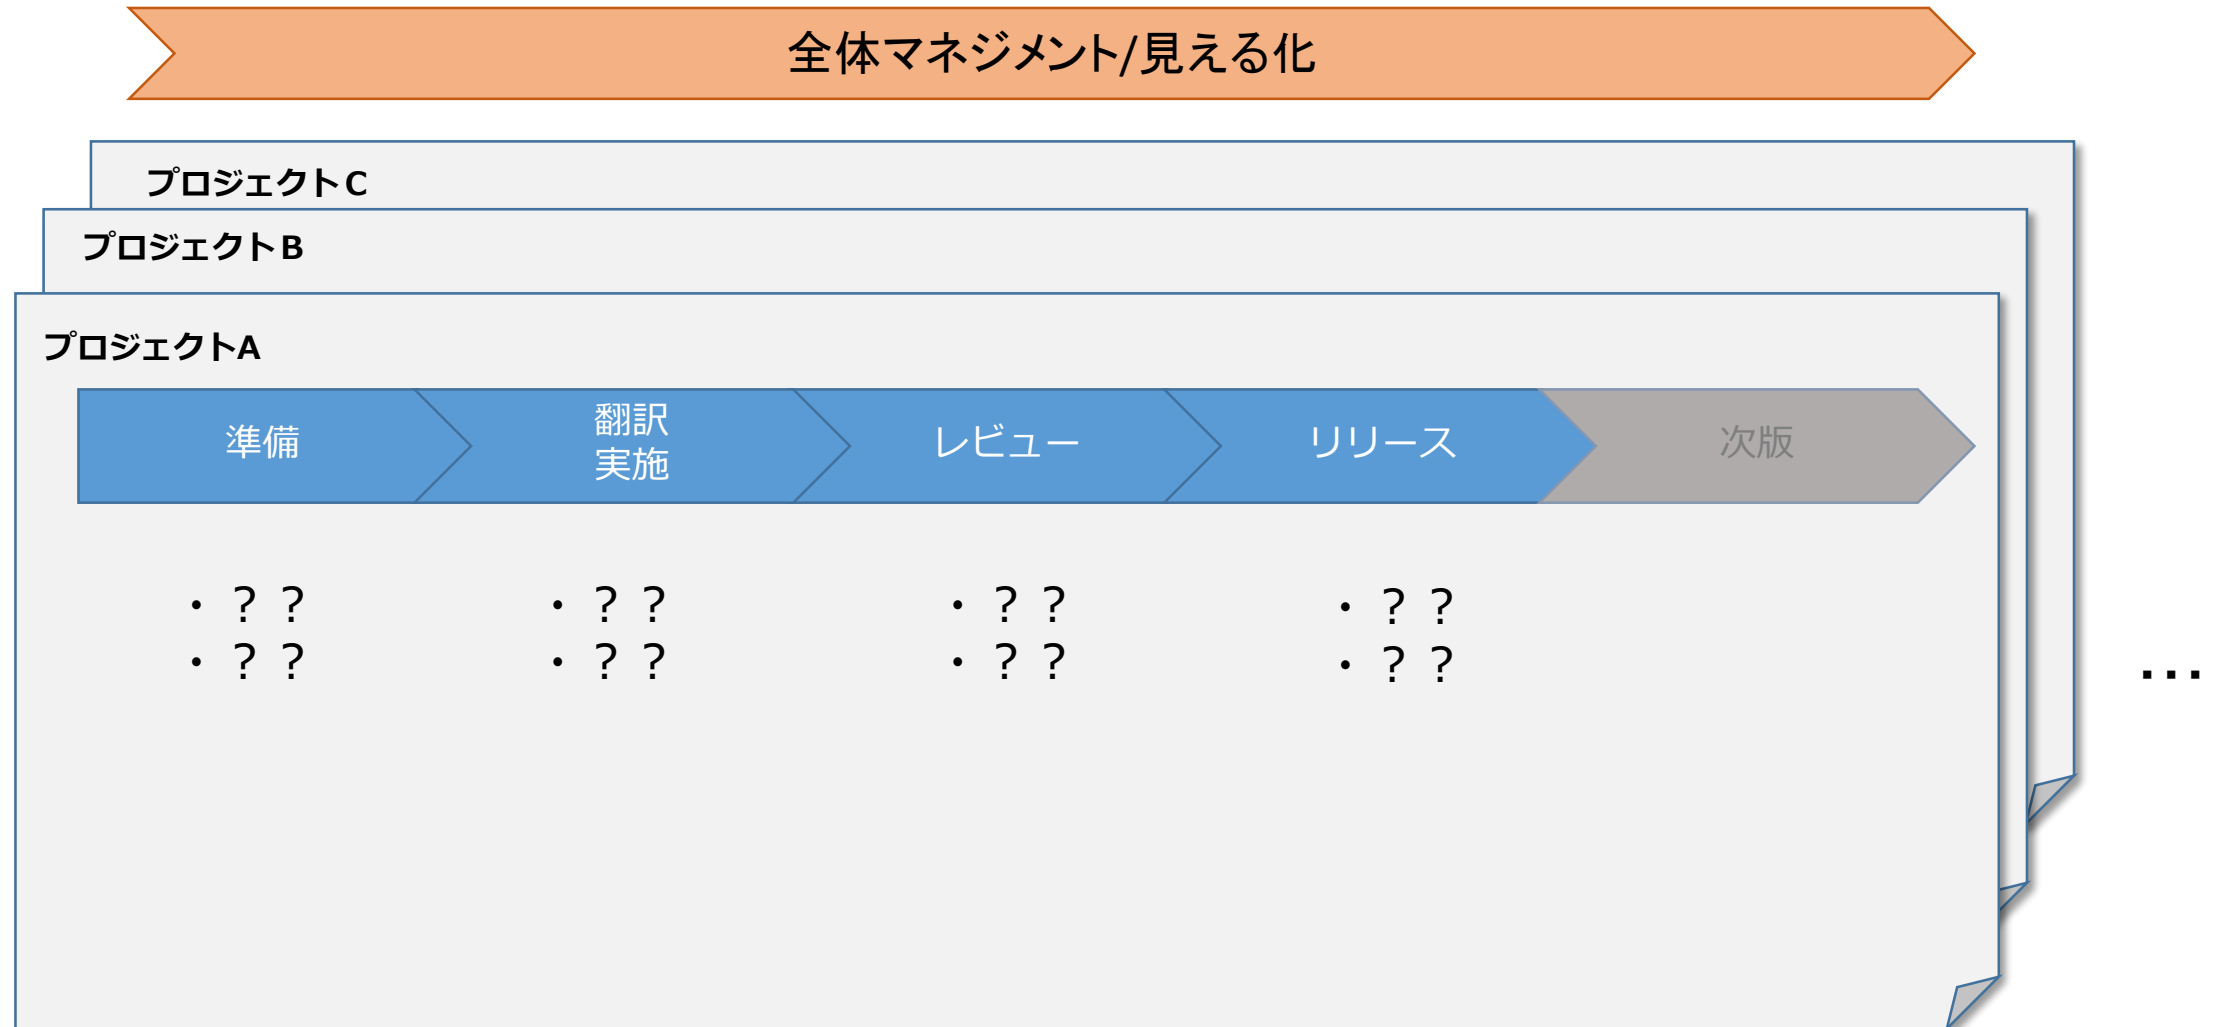 全体マネジメント/見える化
プロジェクトC
プロジェクトB
プロジェクトA
準備
翻訳
実施
レビュー
リリース
次版
・？？
・？？
・？？
・？？
・？？
・？？
・？？
・？？
...